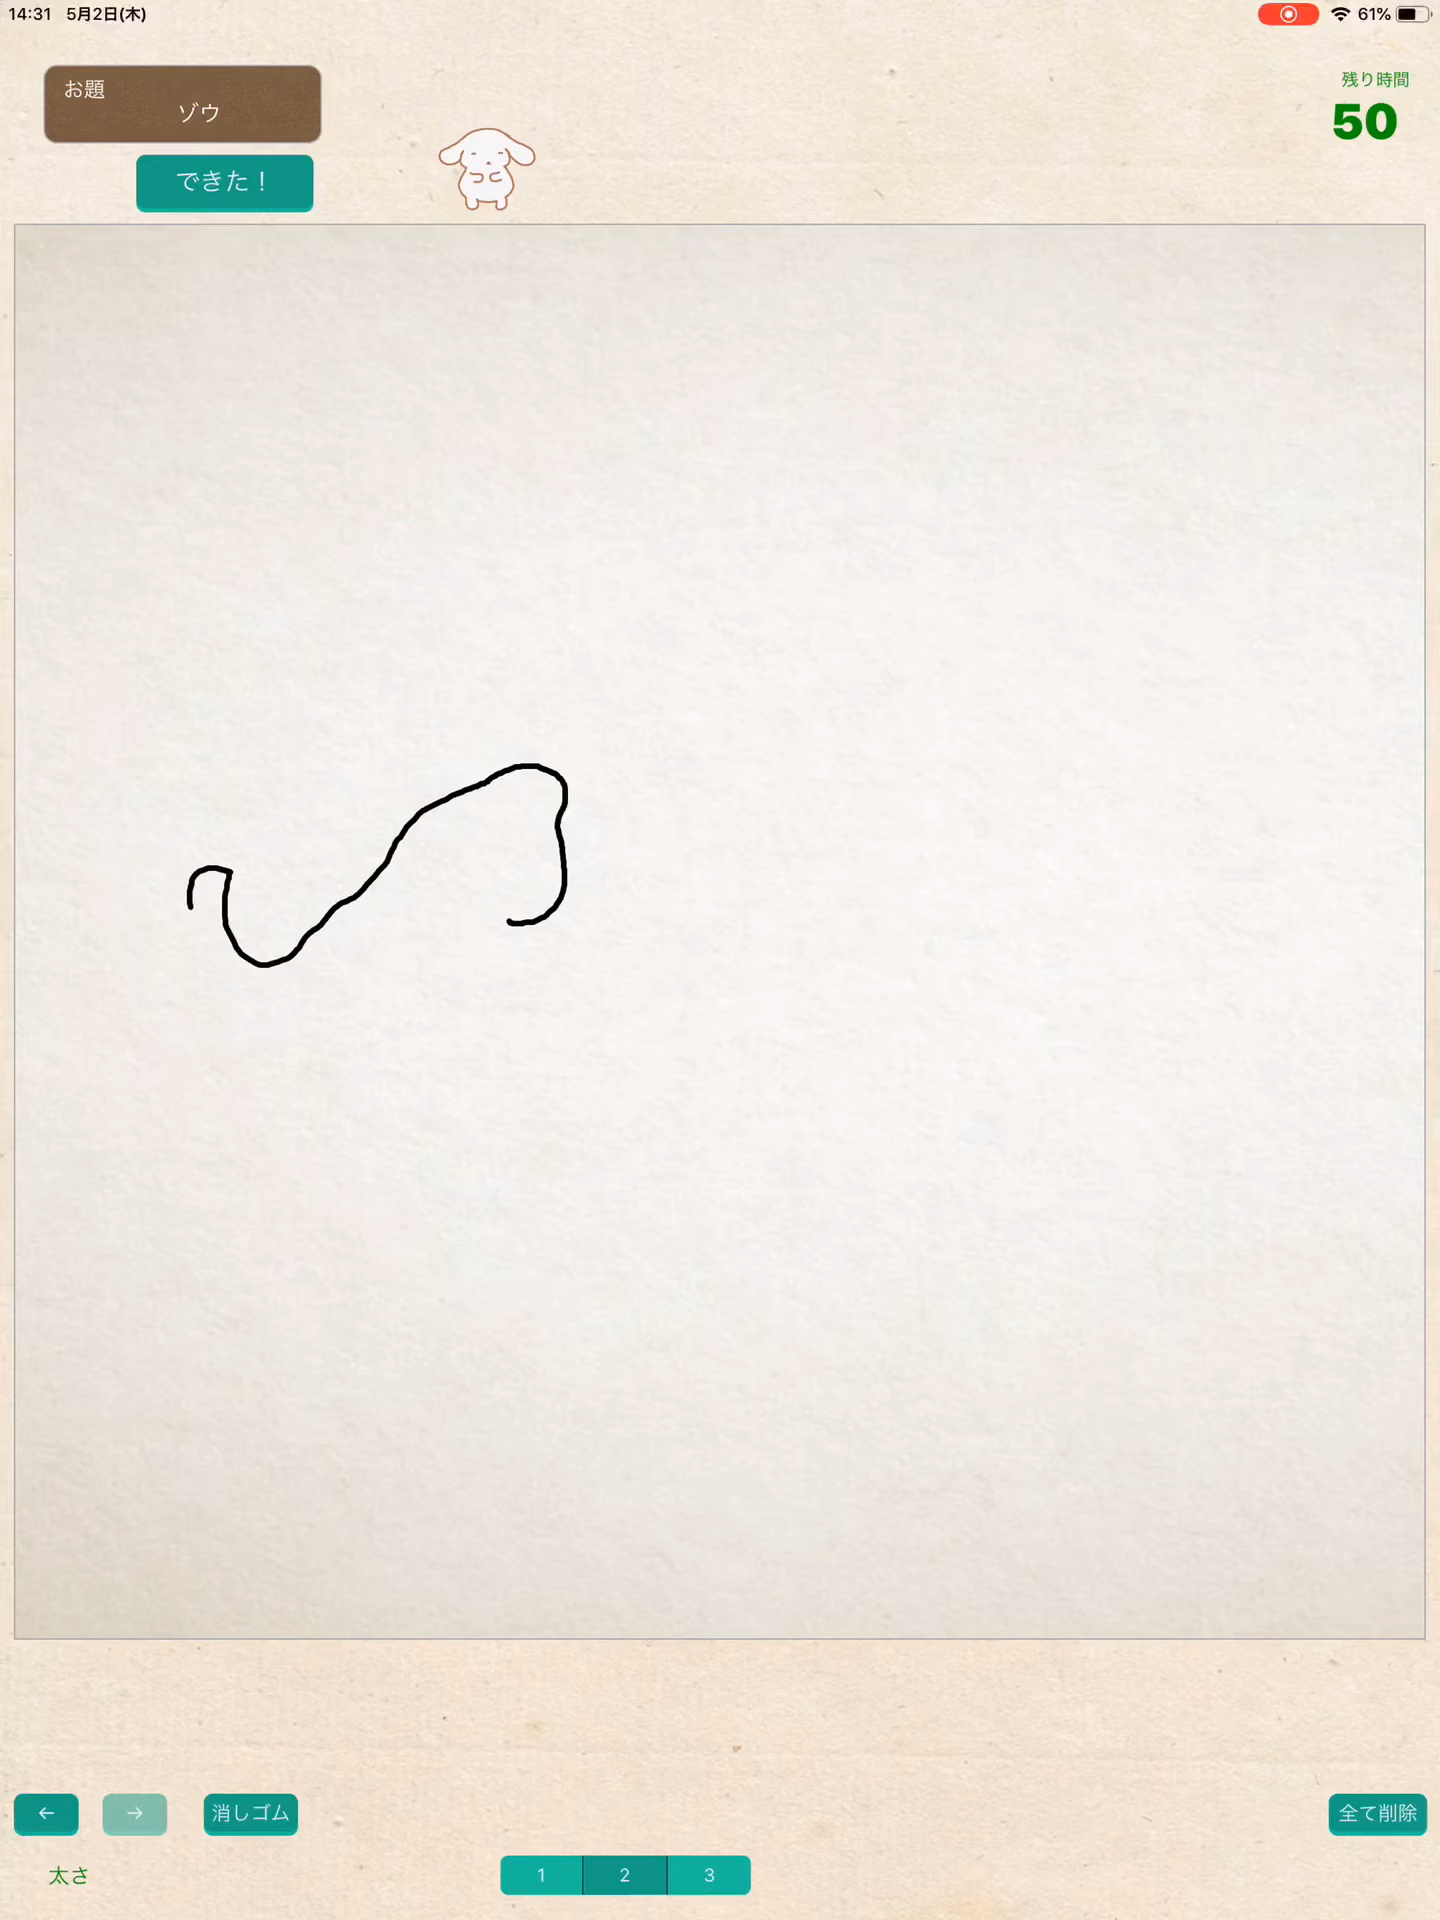 14:31 5月2日(木)
61%
お題
ゾウ
残り時間
50
できた！
← → 消しゴム 全て削除
太さ 1 2 3